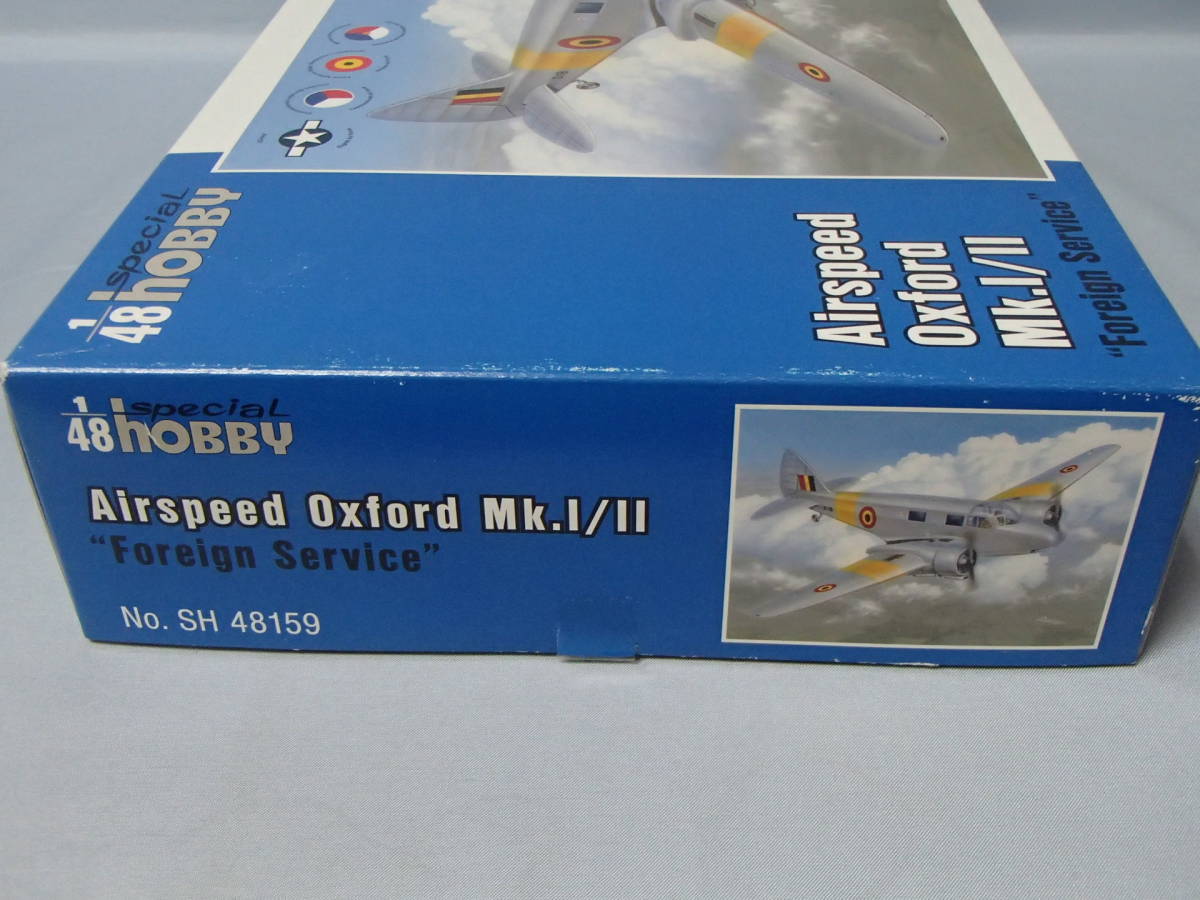 1/48 special hobby
Airspeed
Oxford
Mk.I/II
"Foreign Service"
1/48 special hobby
Airspeed Oxford Mk.I/II
"Foreign Service"
No. SH 48159